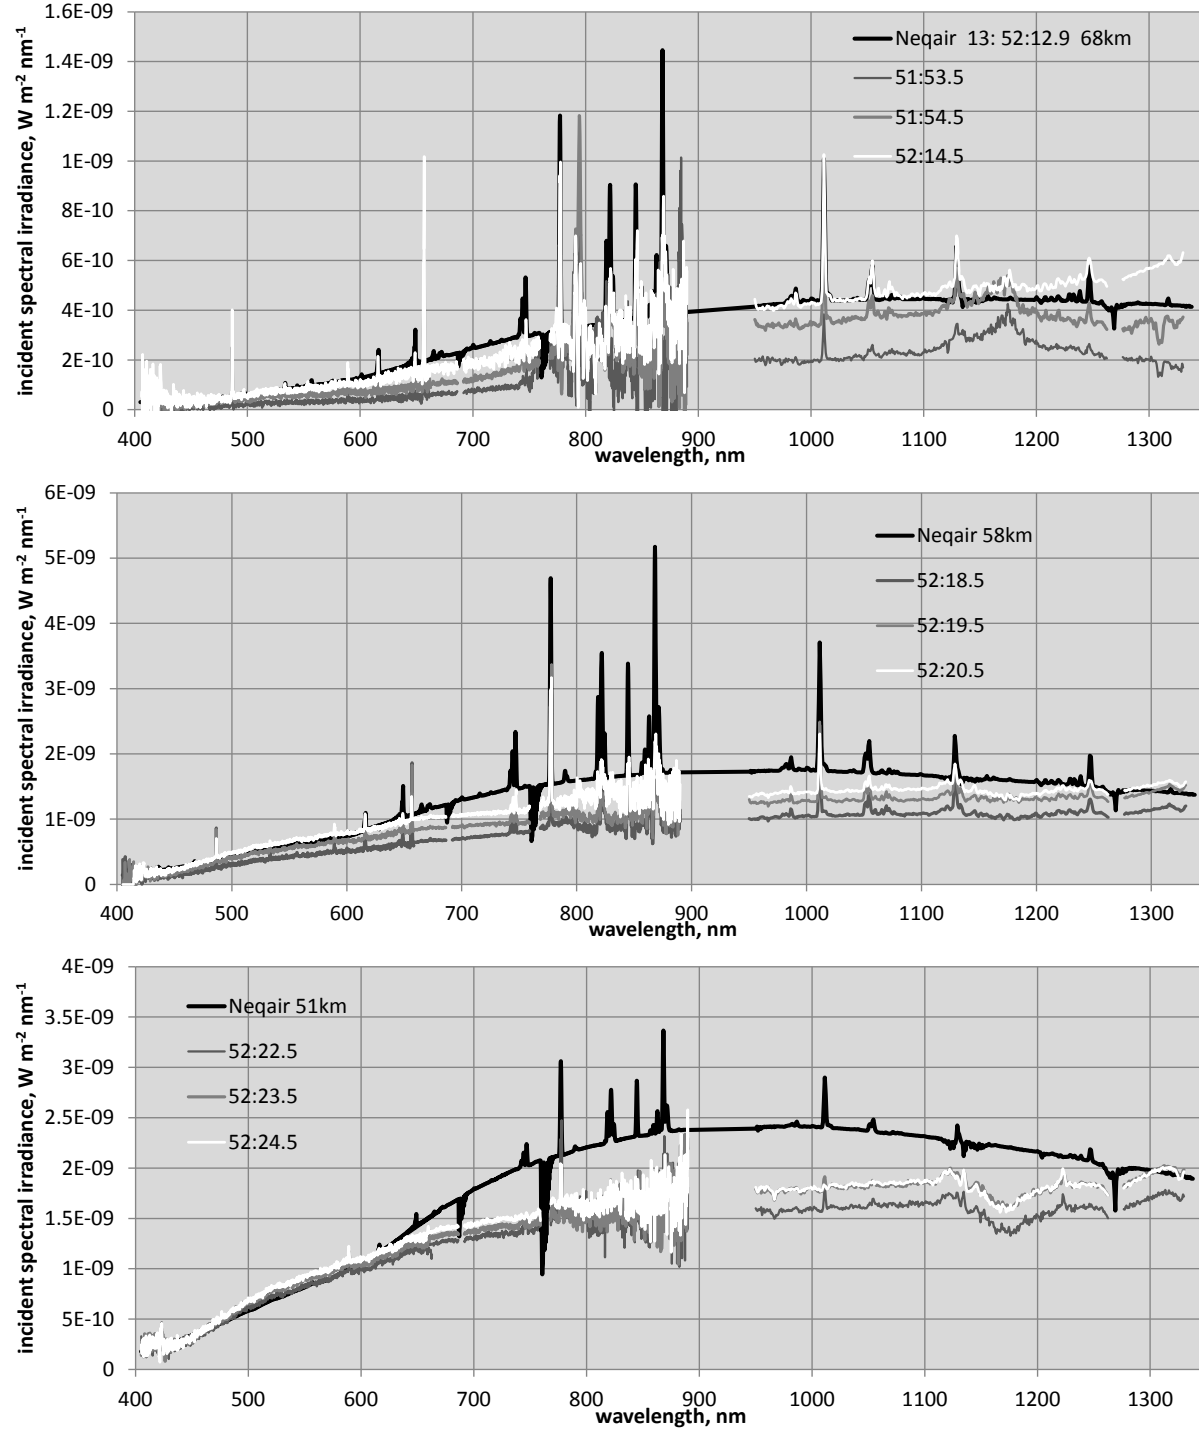 incident spectral irradiance, W m-2 nm-1
1.6E-09
1.4E-09
1.2E-09
1E-09
8E-10
6E-10
4E-10
2E-10
0
Neqair 13: 52:12.9 68km
51:53.5
51:54.5
52:14.5
400 500 600 700 800 900 1000 1100 1200 1300
wavelength, nm
incident spectral irradiance, W m-2 nm-1
6E-09
5E-09
4E-09
3E-09
2E-09
1E-09
0
Neqair 58km
52:18.5
52:19.5
52:20.5
400 500 600 700 800 900 1000 1100 1200 1300
wavelength, nm
incident spectral irradiance, W m-2 nm-1
4E-09
3.5E-09
3E-09
2.5E-09
2E-09
1.5E-09
1E-09
5E-10
0
Neqair 51km
52:22.5
52:23.5
52:24.5
400 500 600 700 800 900 1000 1100 1200 1300
wavelength, nm